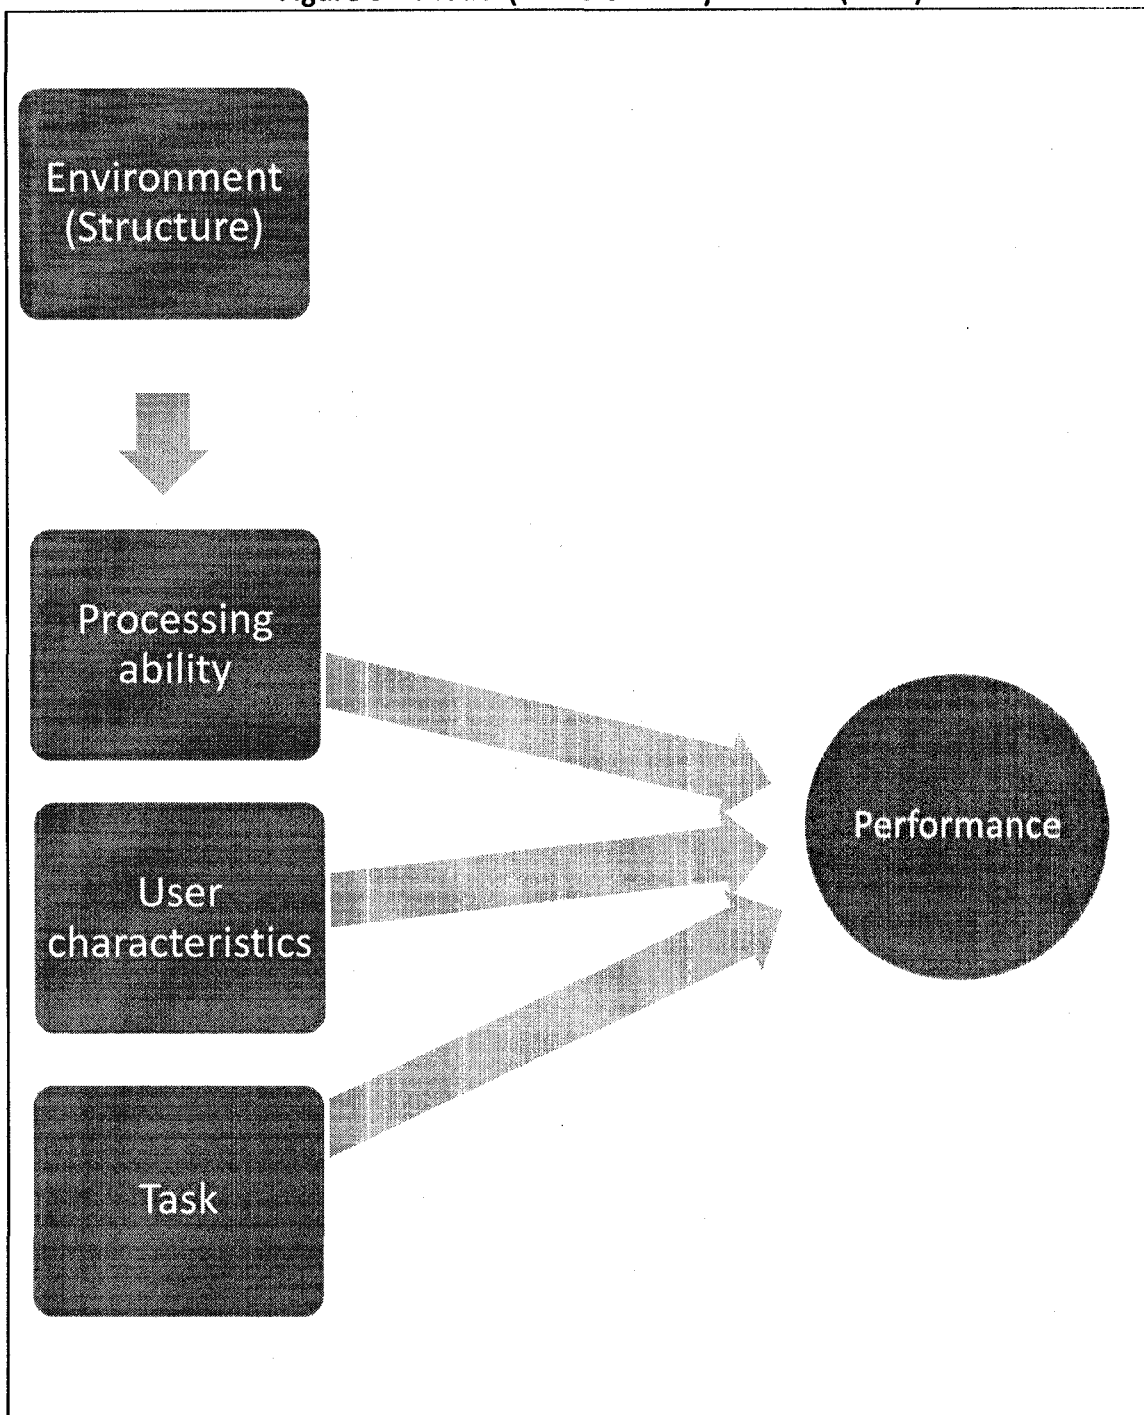 Environment
(Structure)
Processing
ability
User
characteristics
Performance
Task